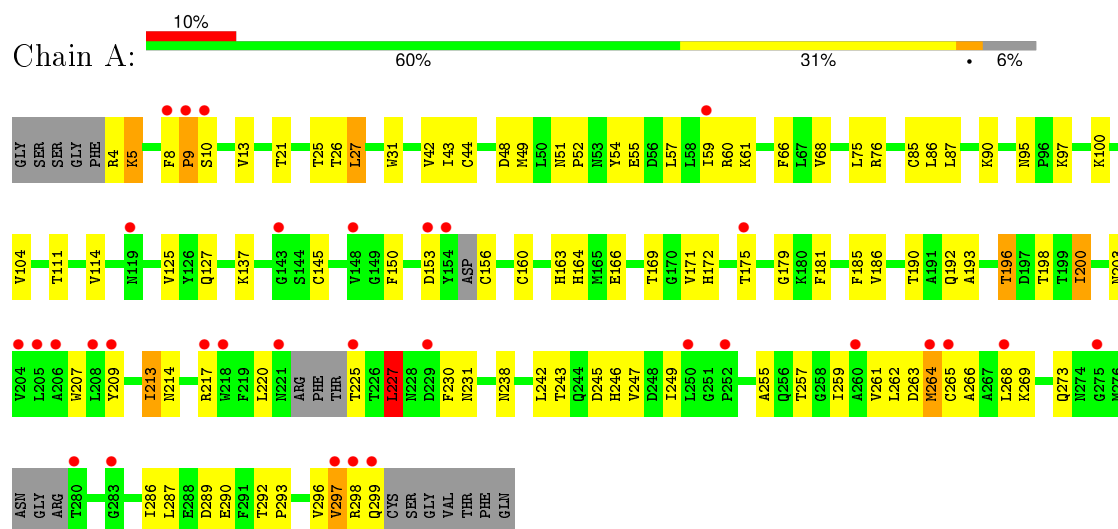 10%
Chain A:
60% 31% • 6%
GLY SER SER GLY PHE R4 K5 F8 P9 S10 V13 T21 T25 T26 L27 W31 V42 I43 C44 D48 M49 L50 N51 P52 N53 Y54 E55 D56 L57 L58 I59 R60 K61 F66 L67 V68 L75 R76 C85 L86 L87 K90 N95 P96 K97 K100
V104 T111 V114 N119 V125 Y126 Q127 K137 G143 S144 C145 V148 G149 F150 D153 Y154 ASP C156 C160 H163 H164 M165 E166 T169 G170 V171 H172 T175 G179 K180 F181 F185 V186 T190 A191 Q192 A193 T196 D197 T198 T199 I200 N203
V204 L205 A206 W207 L208 Y209 I213 N214 R217 W218 F219 L220 N221 ARG PHE THR T225 T226 L227 N228 D229 F230 N231 N238 L242 T243 Q244 D245 H246 V247 D248 I249 L250 G251 P252 A255 Q256 T257 G258 I259 A260 V261 L262 D263 M264 C265 A266 A267 L268 K269 Q273 N274 G275 M276
ASN GLY ARG T280 G283 I286 L287 E288 D289 E290 F291 T292 P293 V296 V297 R298 Q299 CYS SER GLY VAL THR PHE GLN